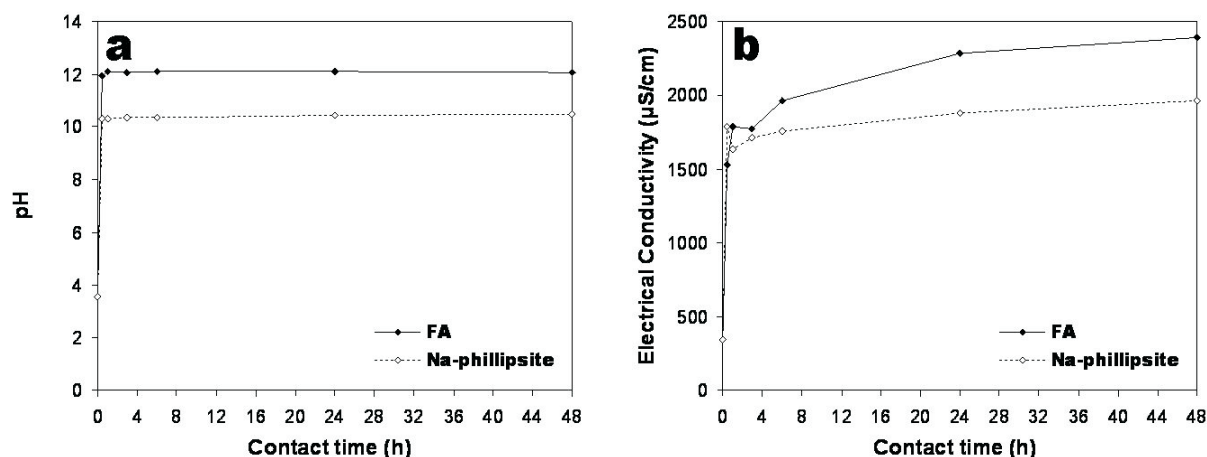 a
pH
14
12
10
8
6
4
2
0
FA
Na-phillipsite
0 4 8 12 16 20 24 28 32 36 40 44 48
Contact time (h)
b
Electrical Conductivity (µS/cm)
2500
2000
1500
1000
500
0
FA
Na-phillipsite
0 4 8 12 16 20 24 28 32 36 40 44 48
Contact time (h)